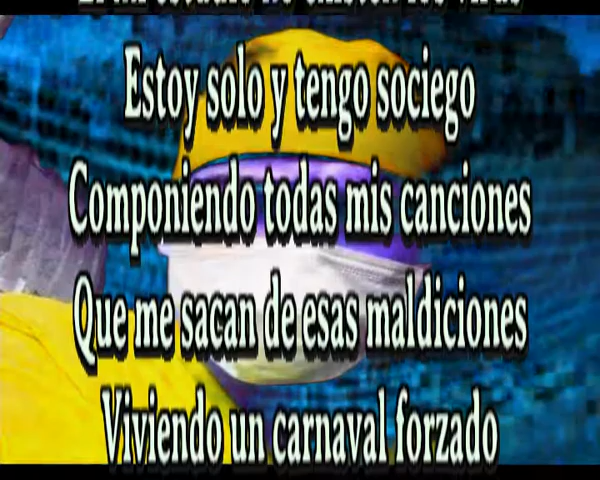 Estoy solo y tengo sociego
Componiendo todas mis canciones
Que me sacan de esas maldiciones
Viviendo un carnaval forzado